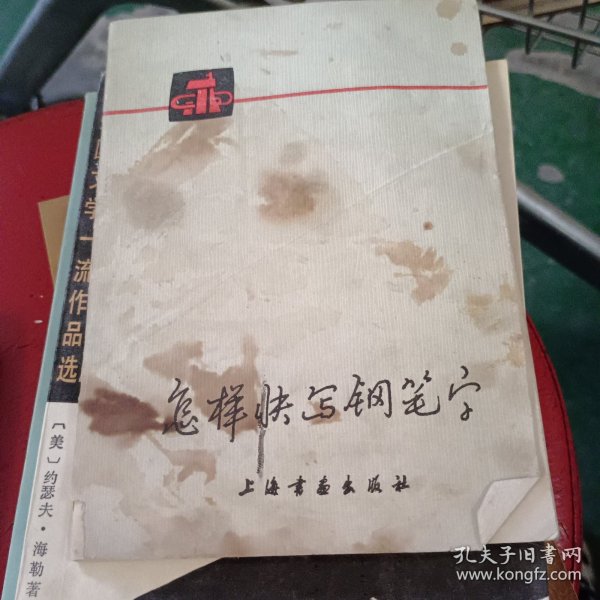 怎样快写钢笔字
上海书画出版社
文学一流作品选
〔美〕约瑟夫·海勒著
孔夫子旧书网
www.kongfz.com